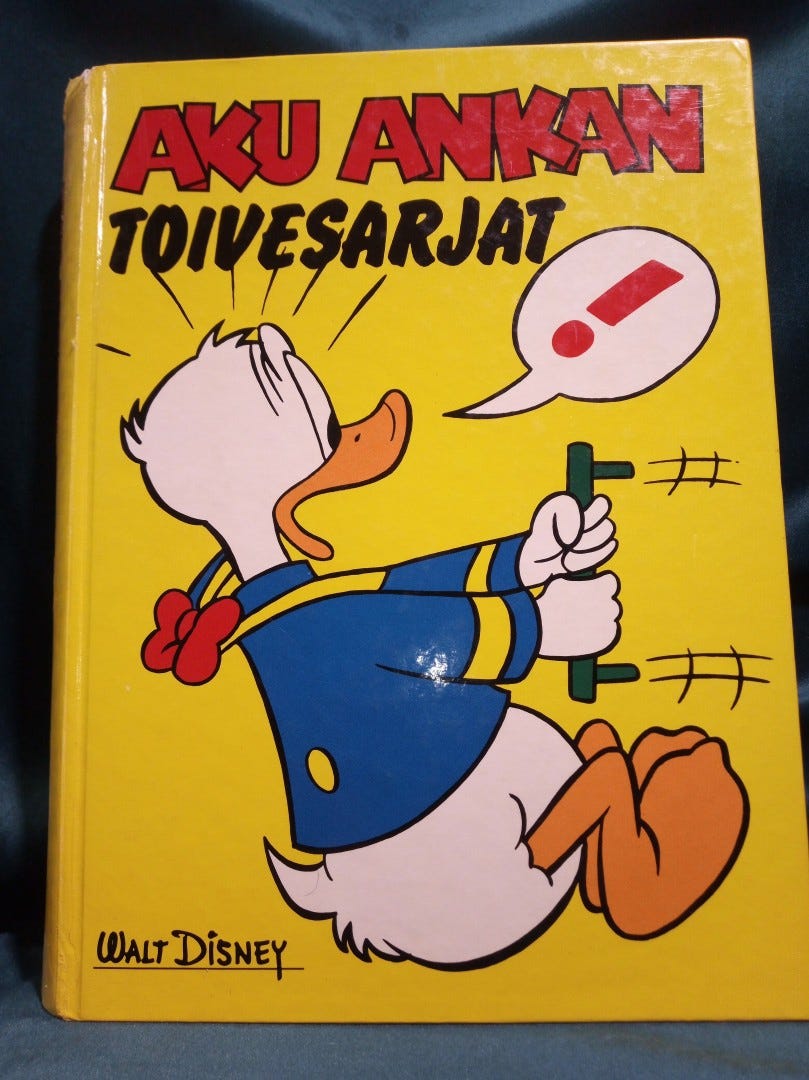 AKU ANKAN
TOIVESARJAT
!
WALT DISNEY